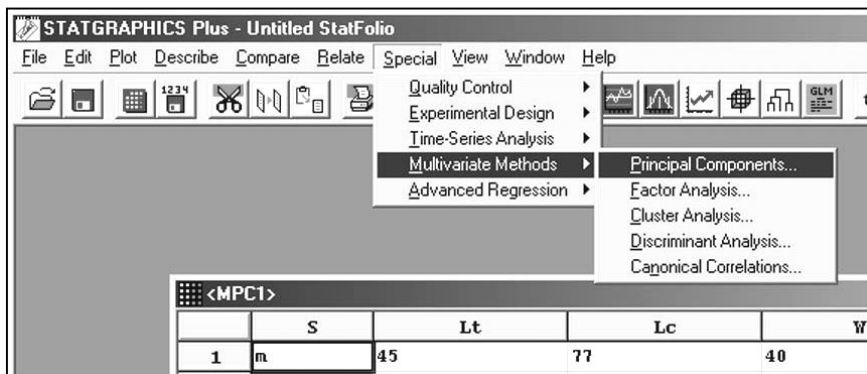 STATGRAPHICS Plus - Untitled StatFolio
File Edit Plot Describe Compare Relate Special View Window Help
1234
GLM
Quality Control
Experimental Design
Time-Series Analysis
Multivariate Methods
Advanced Regression
Principal Components...
Factor Analysis...
Cluster Analysis...
Discriminant Analysis...
Canonical Correlations...
<MPC1>
S Lt Lc
1 m 45 77 40